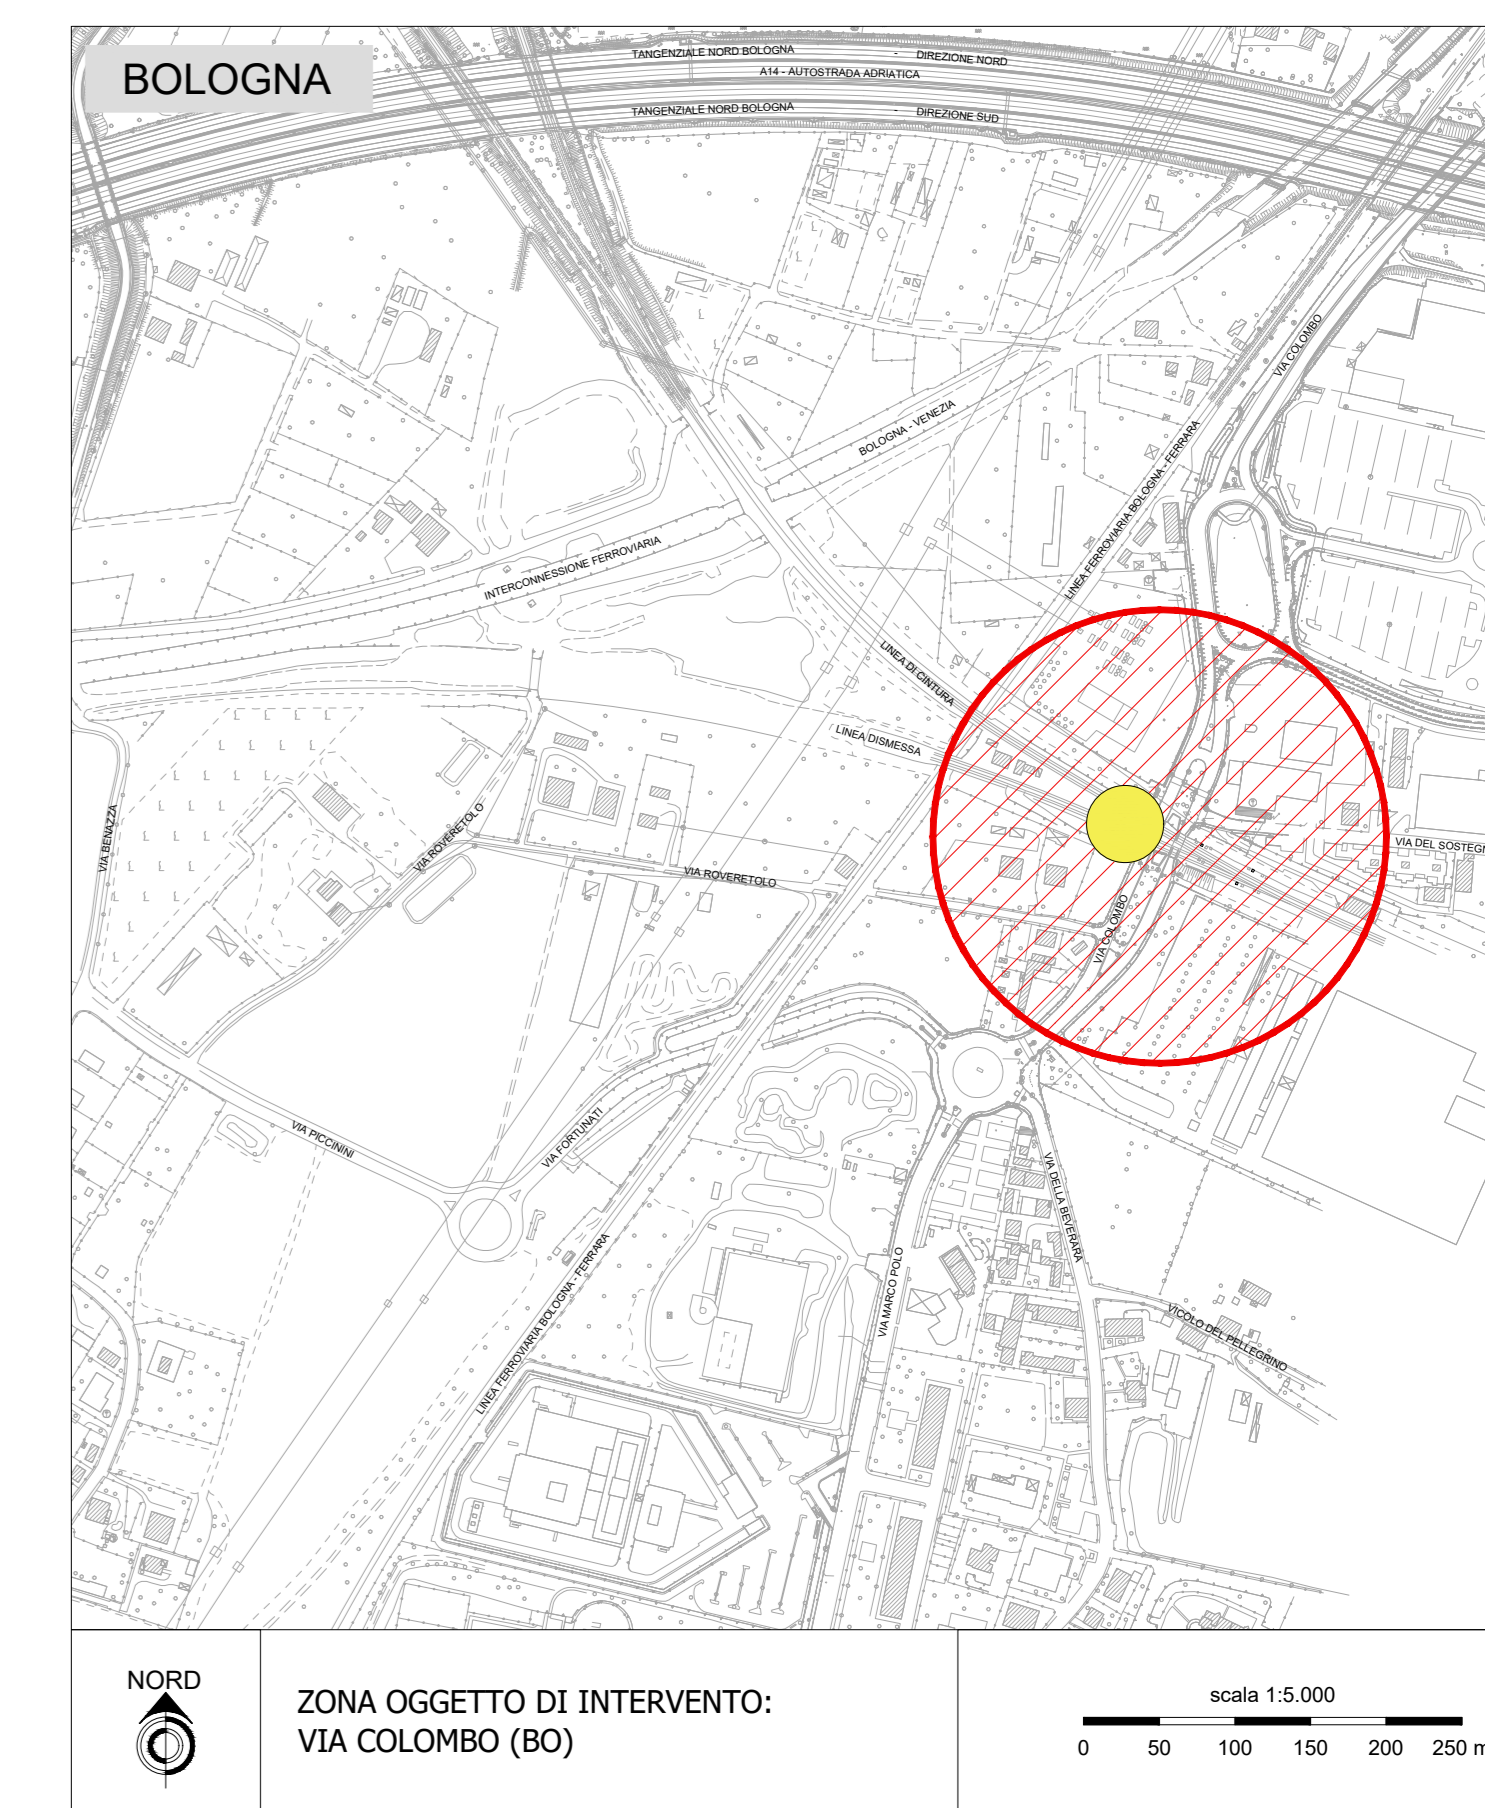 BOLOGNA
TANGENZIALE NORD BOLOGNA - DIREZIONE NORD
A14 - AUTOSTRADA ADRIATICA
TANGENZIALE NORD BOLOGNA - DIREZIONE SUD
VIA COLOMBO
BOLOGNA - VENEZIA
LINEA FERROVIARIA BOLOGNA - FERRARA
INTERCONNESSIONE FERROVIARIA
LINEA DI CINTURA
LINEA DISMESSA
VIA BENAZZA
VIA ROVERETOLO
VIA ROVERETOLO
VIA DEL SOSTEGN
VIA COLOMBO
VIA PICCININI
VIA FORTUNATI
VIA DELLA BEVERARA
VIA MARCO POLO
LINEA FERROVIARIA BOLOGNA - FERRARA
VICOLO DEL PELLEGRINO
NORD
ZONA OGGETTO DI INTERVENTO:
VIA COLOMBO (BO)
scala 1:5.000
0 50 100 150 200 250 m